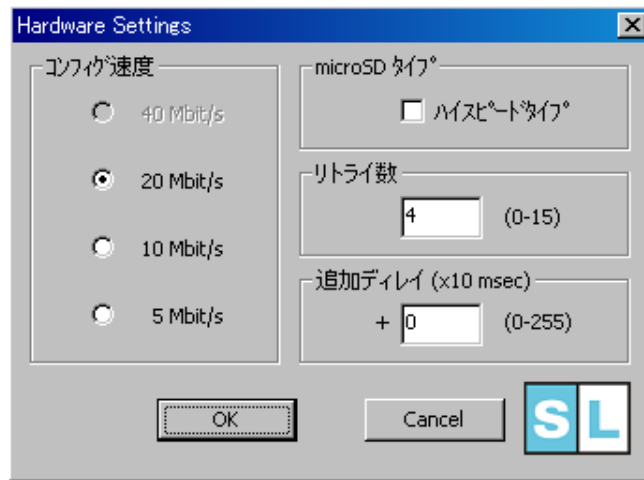 Hardware Settings
コンフィグ速度
40 Mbit/s
20 Mbit/s
10 Mbit/s
5 Mbit/s
microSD ﾀｲﾌﾟ
ﾊｲｽﾋﾟｰﾄﾞﾀｲﾌﾟ
リトライ数
4 (0-15)
追加ディレイ (x10 msec)
+ 0 (0-255)
OK
Cancel
SL